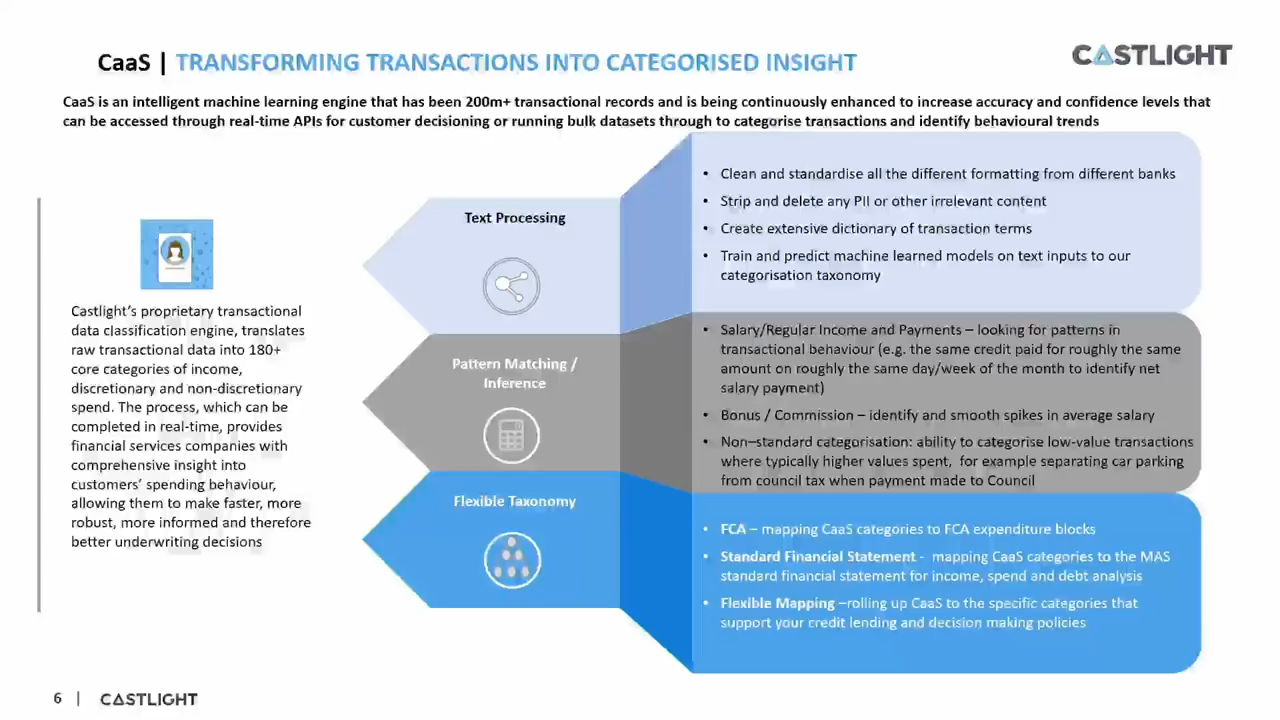 CaaS | TRANSFORMING TRANSACTIONS INTO CATEGORISED INSIGHT
CASTLIGHT
CaaS is an intelligent machine learning engine that has been 200m+ transactional records and is being continuously enhanced to increase accuracy and confidence levels that
can be accessed through real-time APIs for customer decisioning or running bulk datasets through to categorise transactions and identify behavioural trends
Castlight's proprietary transactional
data classification engine, translates
raw transactional data into 180+
core categories of income,
discretionary and non-discretionary
spend. The process, which can be
completed in real-time, provides
financial services companies with
comprehensive insight into
customers' spending behaviour,
allowing them to make faster, more
robust, more informed and therefore
better underwriting decisions
Text Processing
• Clean and standardise all the different formatting from different banks
• Strip and delete any PII or other irrelevant content
• Create extensive dictionary of transaction terms
• Train and predict machine learned models on text inputs to our
categorisation taxonomy
Pattern Matching /
Inference
• Salary/Regular Income and Payments – looking for patterns in
transactional behaviour (e.g. the same credit paid for roughly the same
amount on roughly the same day/week of the month to identify net
salary payment)
• Bonus / Commission – identify and smooth spikes in average salary
• Non–standard categorisation: ability to categorise low-value transactions
where typically higher values spent, for example separating car parking
from council tax when payment made to Council
Flexible Taxonomy
• FCA – mapping CaaS categories to FCA expenditure blocks
• Standard Financial Statement - mapping CaaS categories to the MAS
standard financial statement for income, spend and debt analysis
• Flexible Mapping –rolling up CaaS to the specific categories that
support your credit lending and decision making policies
6 | CASTLIGHT